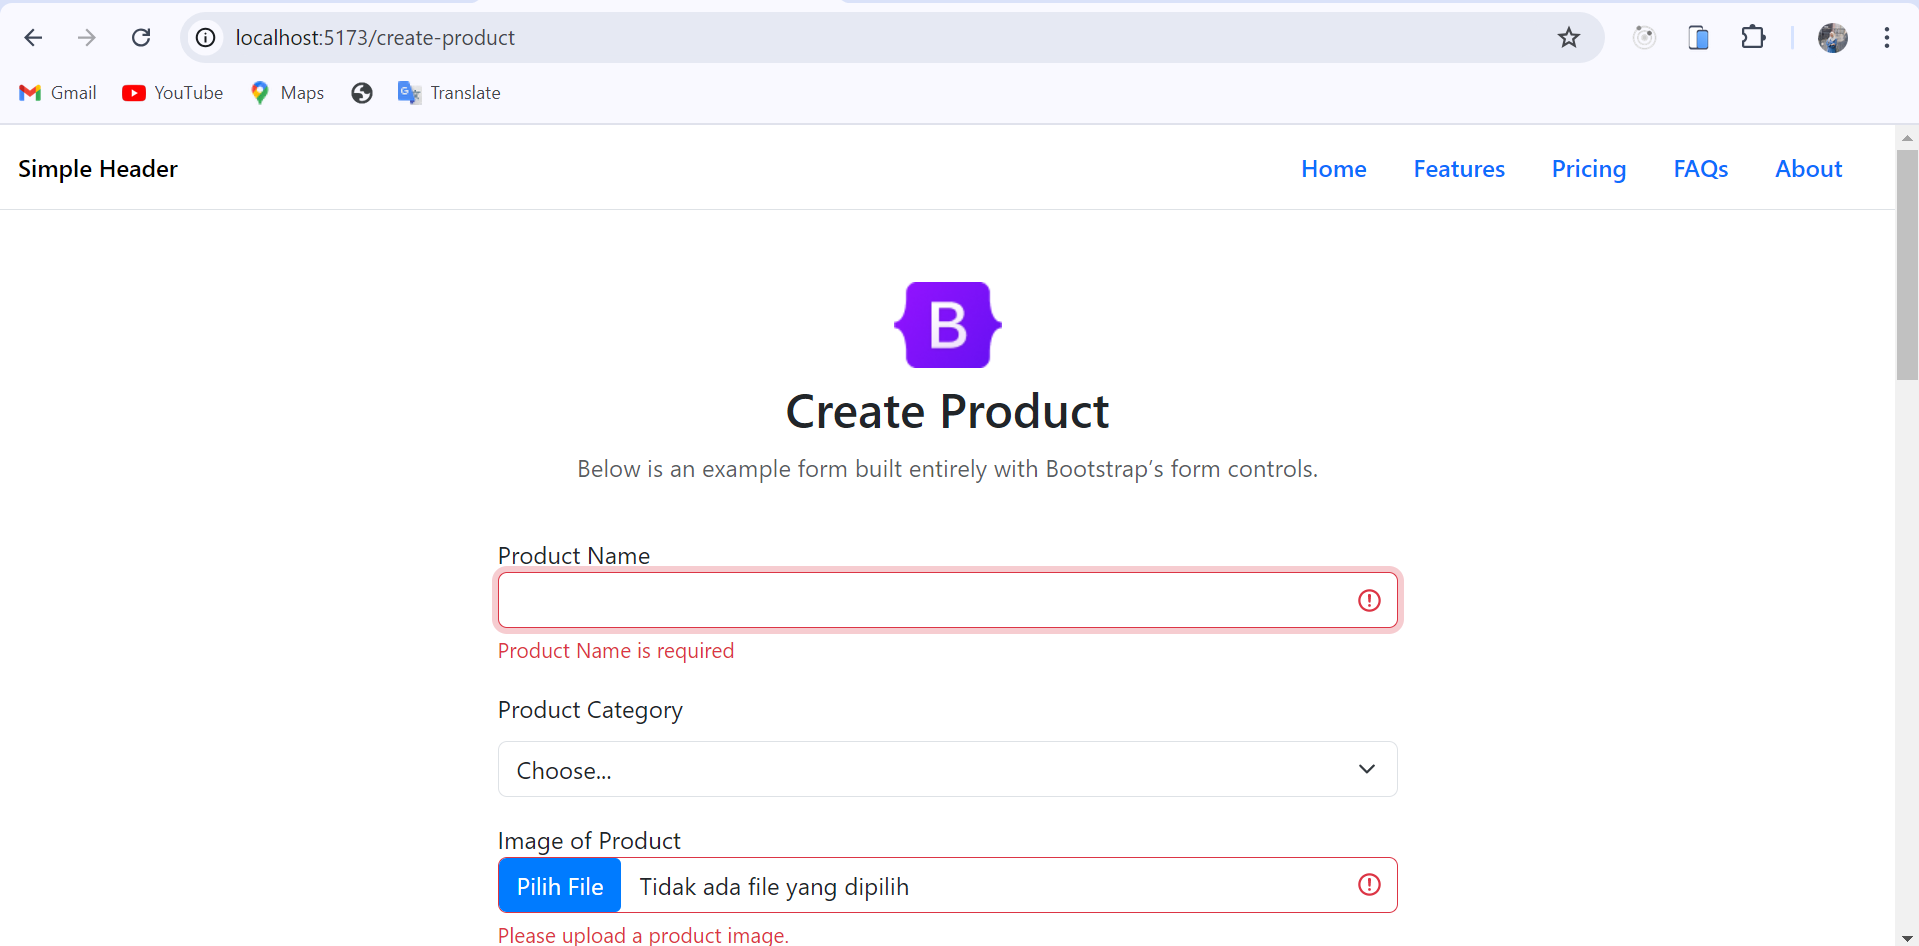 localhost:5173/create-product
Gmail YouTube Maps Translate
Simple Header Home Features Pricing FAQs About
B
Create Product
Below is an example form built entirely with Bootstrap’s form controls.
Product Name
Product Name is required
Product Category
Choose...
Image of Product
Pilih File Tidak ada file yang dipilih
Please upload a product image.